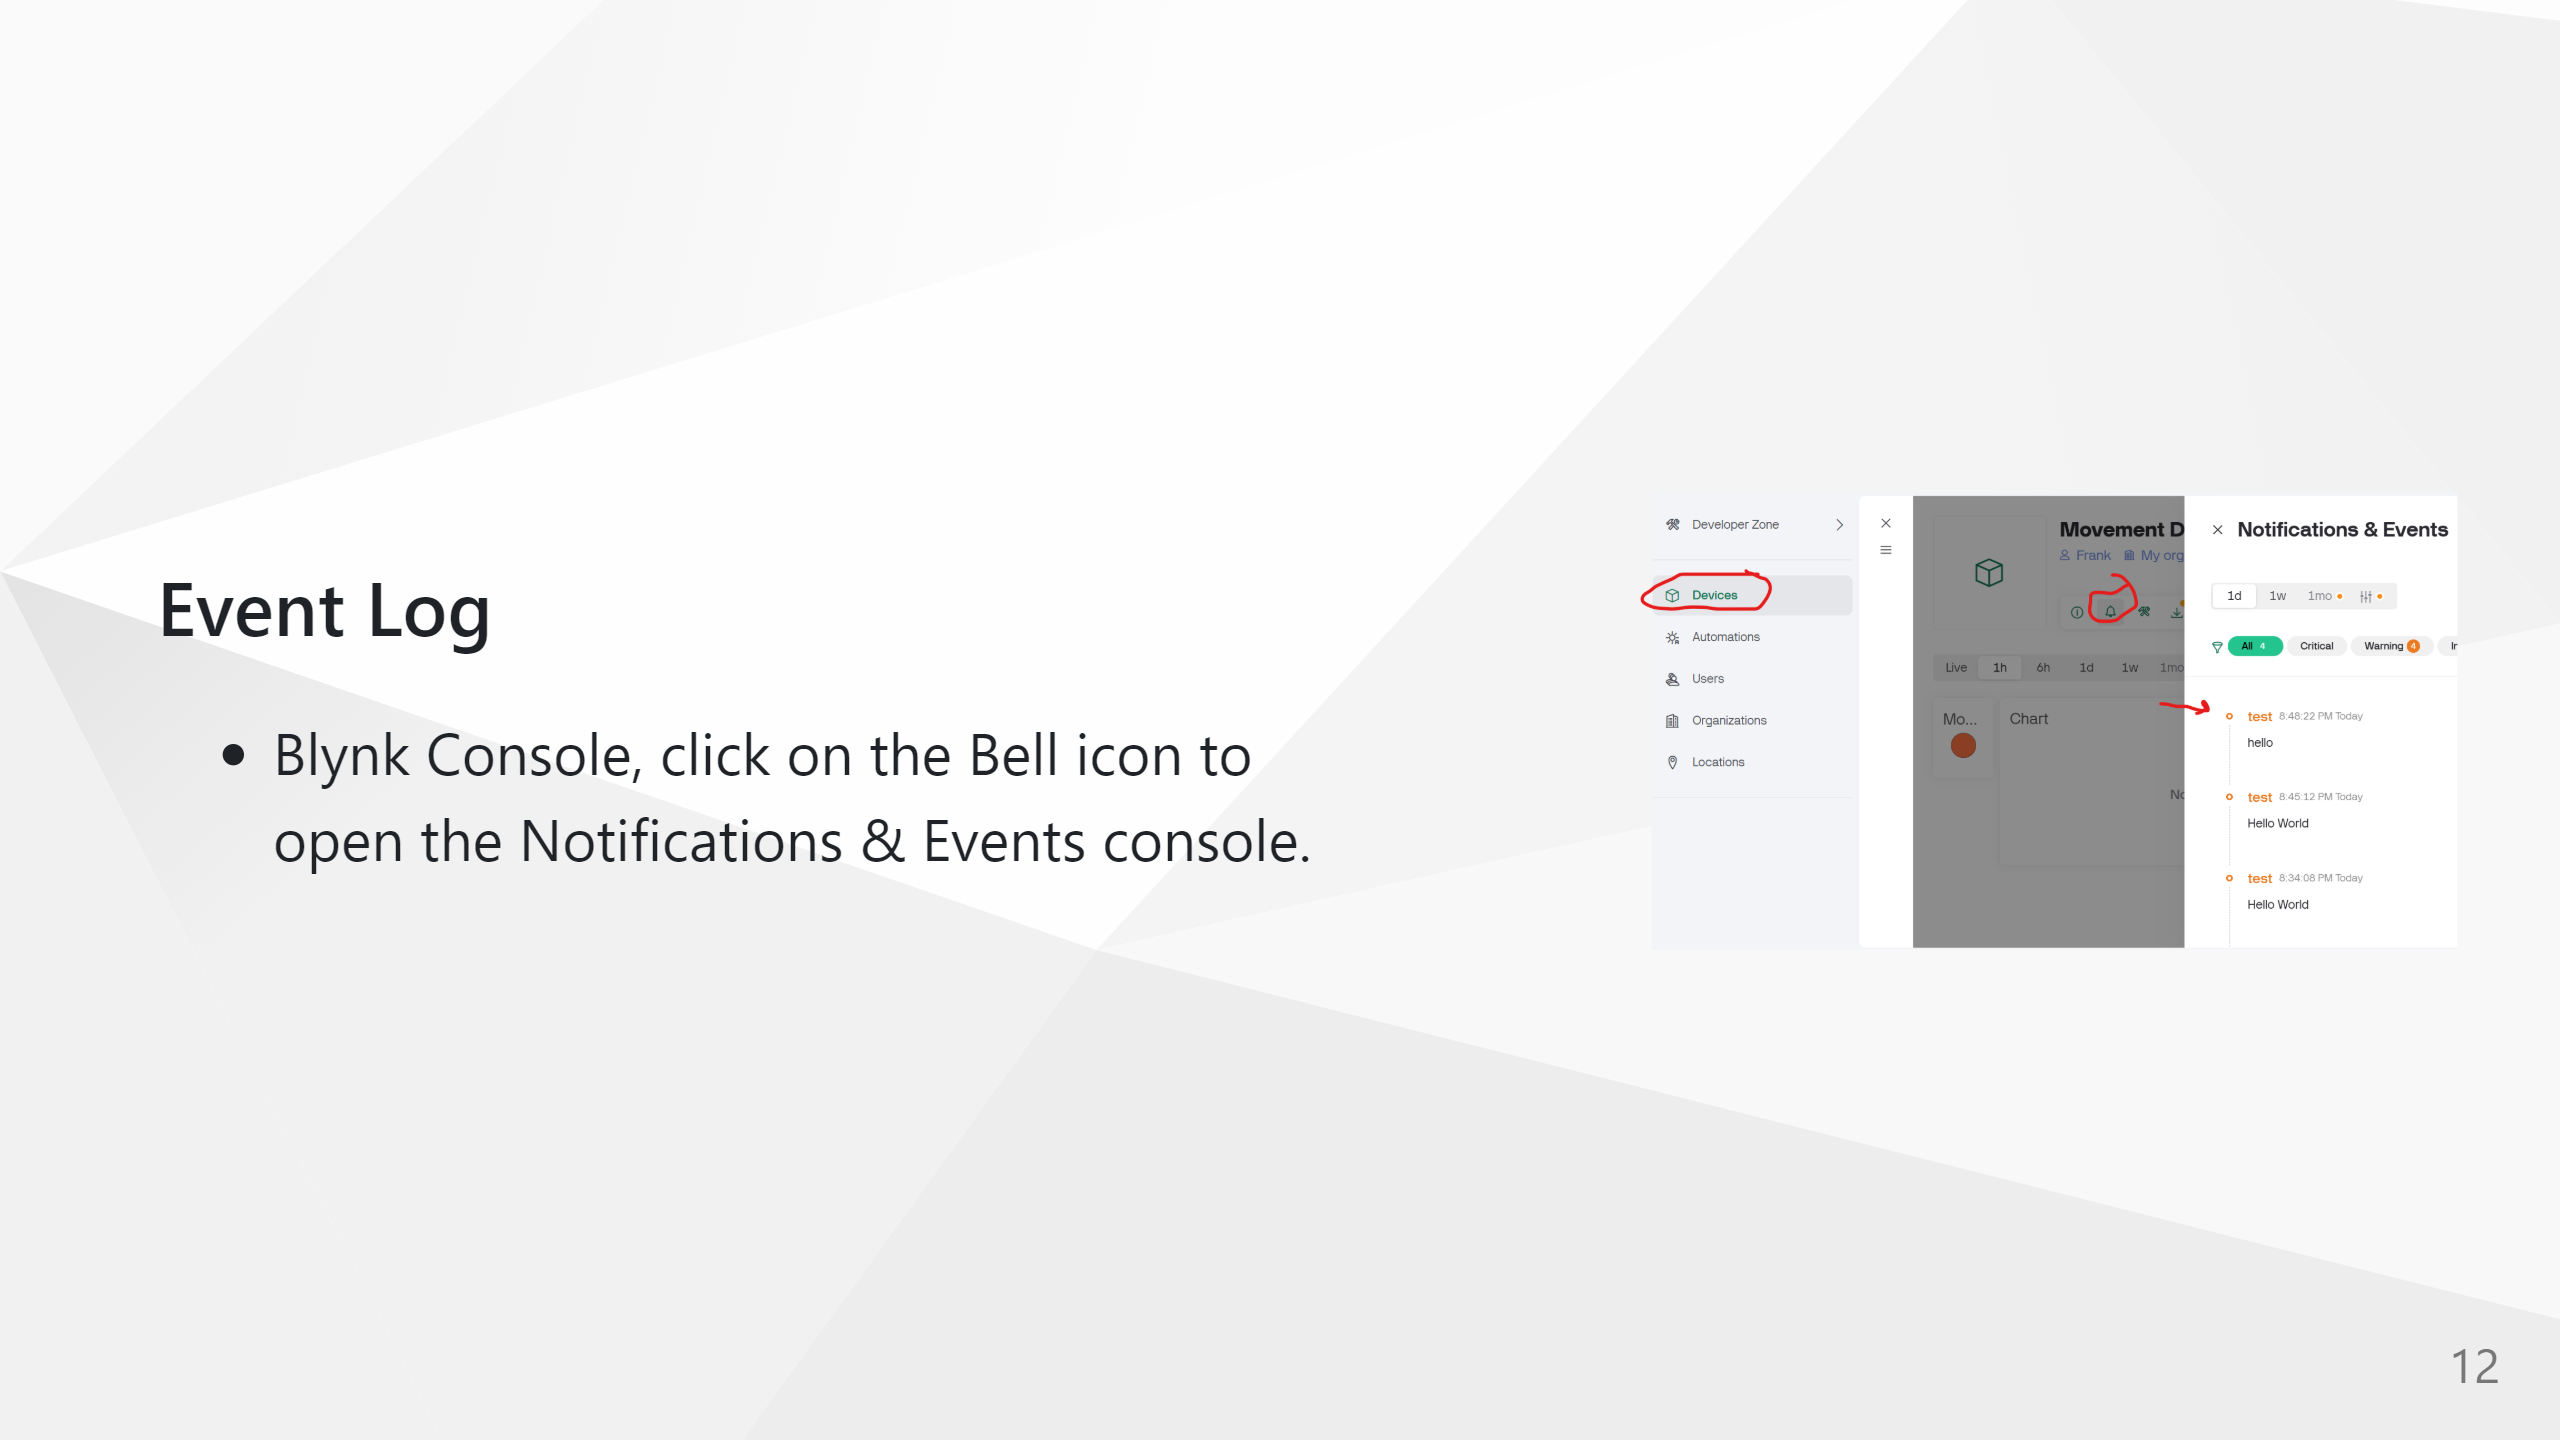 Event Log
• Blynk Console, click on the Bell icon to
open the Notifications & Events console.
Developer Zone
Devices
Automations
Users
Organizations
Locations
Movement D
Frank My org
Live 1h 6h 1d 1w 1mo
Mo...
Chart
No
Notifications & Events
1d 1w 1mo
All 4 Critical Warning 4 In
test 8:48:22 PM Today
hello
test 8:45:12 PM Today
Hello World
test 8:34:08 PM Today
Hello World
12